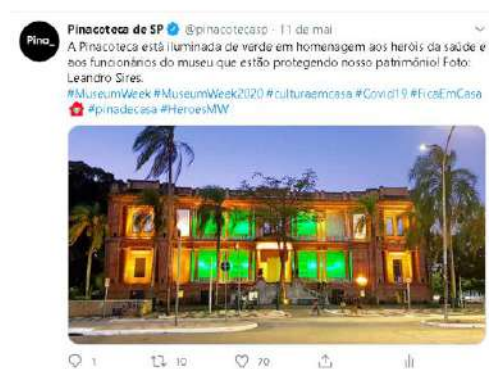 Pina_
Pinacoteca de SP @pinacotecasp · 11 de mai
A Pinacoteca está iluminada de verde em homenagem aos heróis da saúde e
aos funcionários do museu que estão protegendo nosso patrimônio! Foto:
Leandro Sires.
#MuseumWeek #MuseumWeek2020 #culturaemcasa #Covid19 #FicaEmCasa
#pinadecasa #HeroesMW
1 10 70